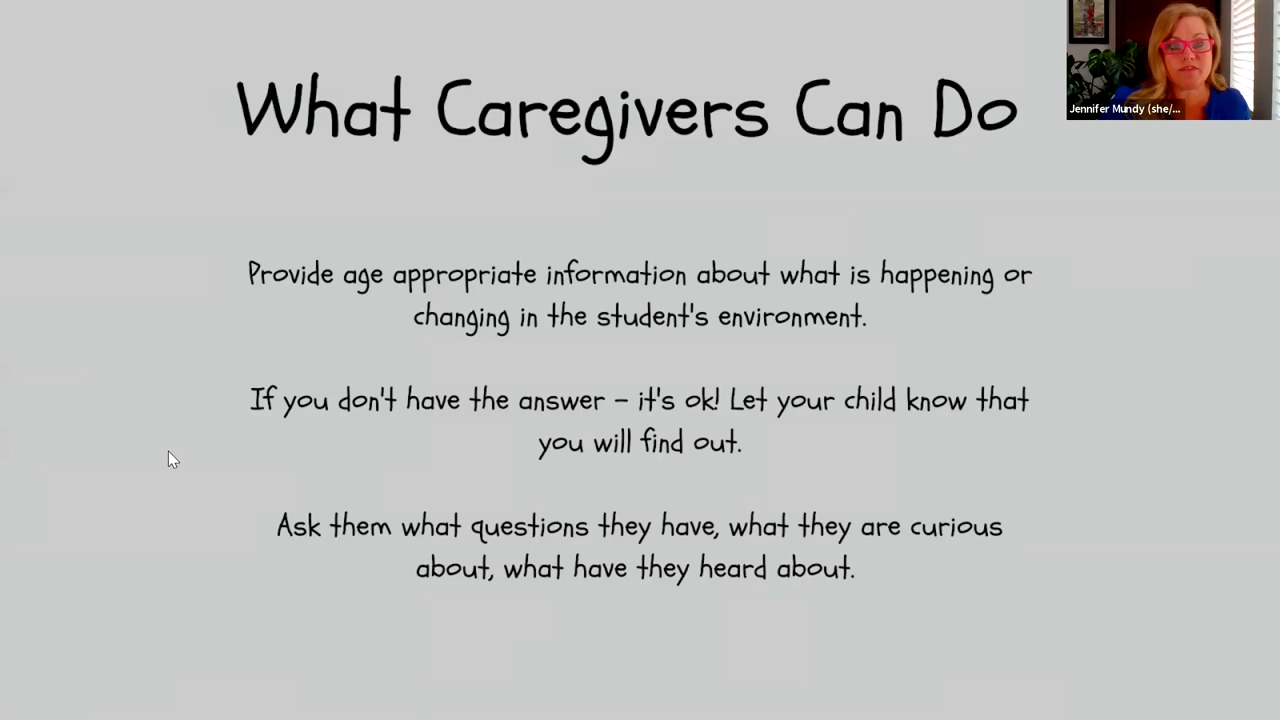 What Caregivers Can Do
Jennifer Mundy (she/...
Provide age appropriate information about what is happening or
changing in the student's environment.
If you don't have the answer - it's ok! Let your child know that
you will find out.
Ask them what questions they have, what they are curious
about, what have they heard about.